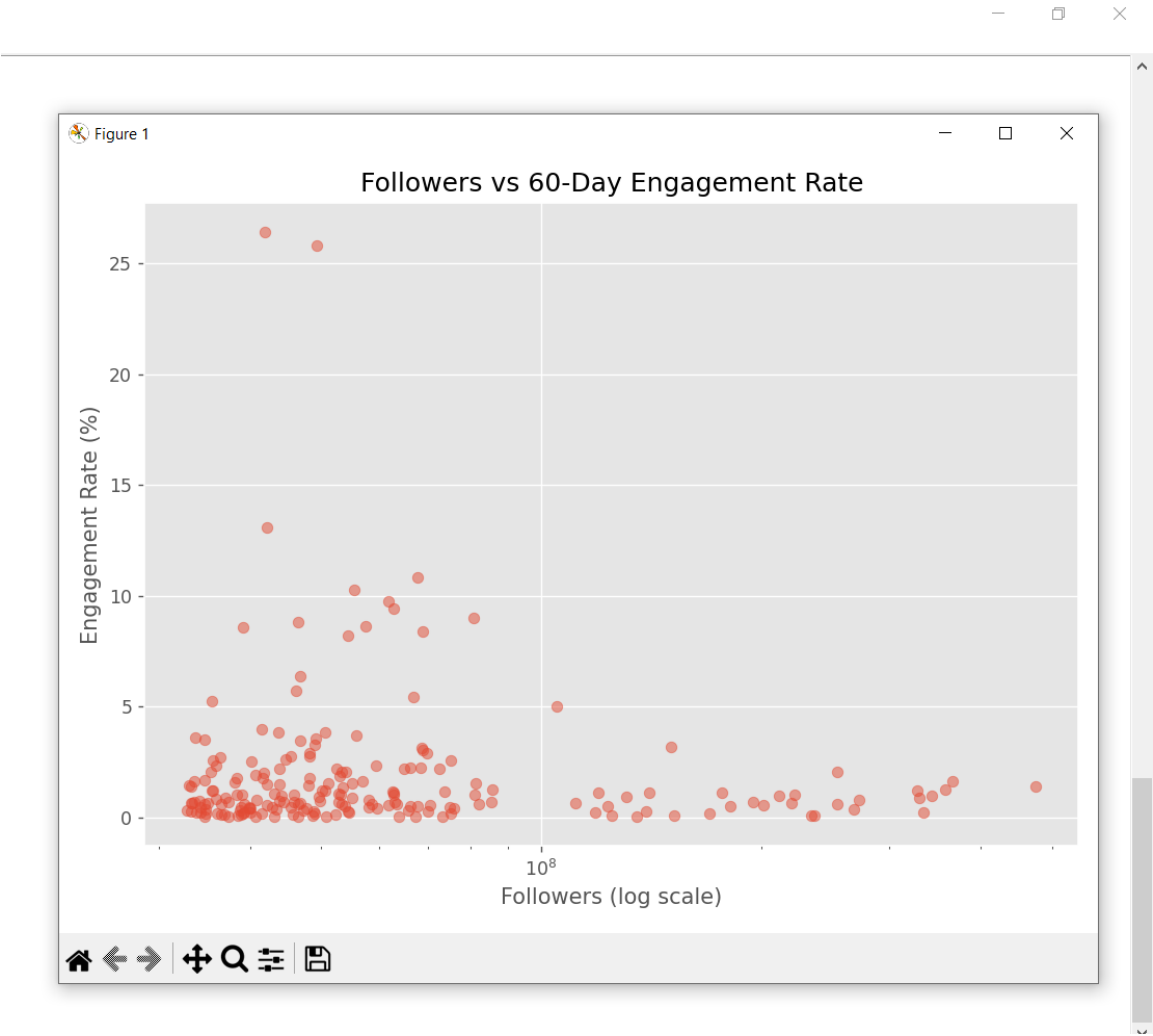 Figure 1
Followers vs 60-Day Engagement Rate
25
20
15
10
5
0
Engagement Rate (%)
10⁸
Followers (log scale)